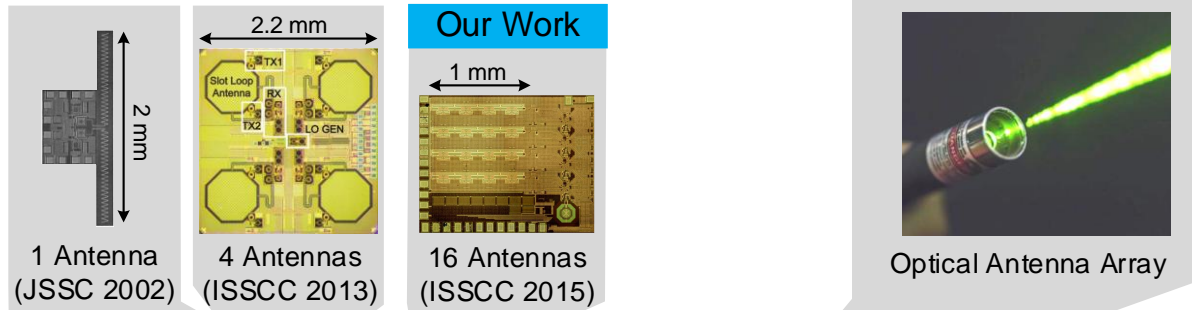 2 mm
1 Antenna
(JSSC 2002)
2.2 mm
TX1
Slot Loop
Antenna
RX
TX2
LO GEN
4 Antennas
(ISSCC 2013)
Our Work
1 mm
16 Antennas
(ISSCC 2015)
Optical Antenna Array